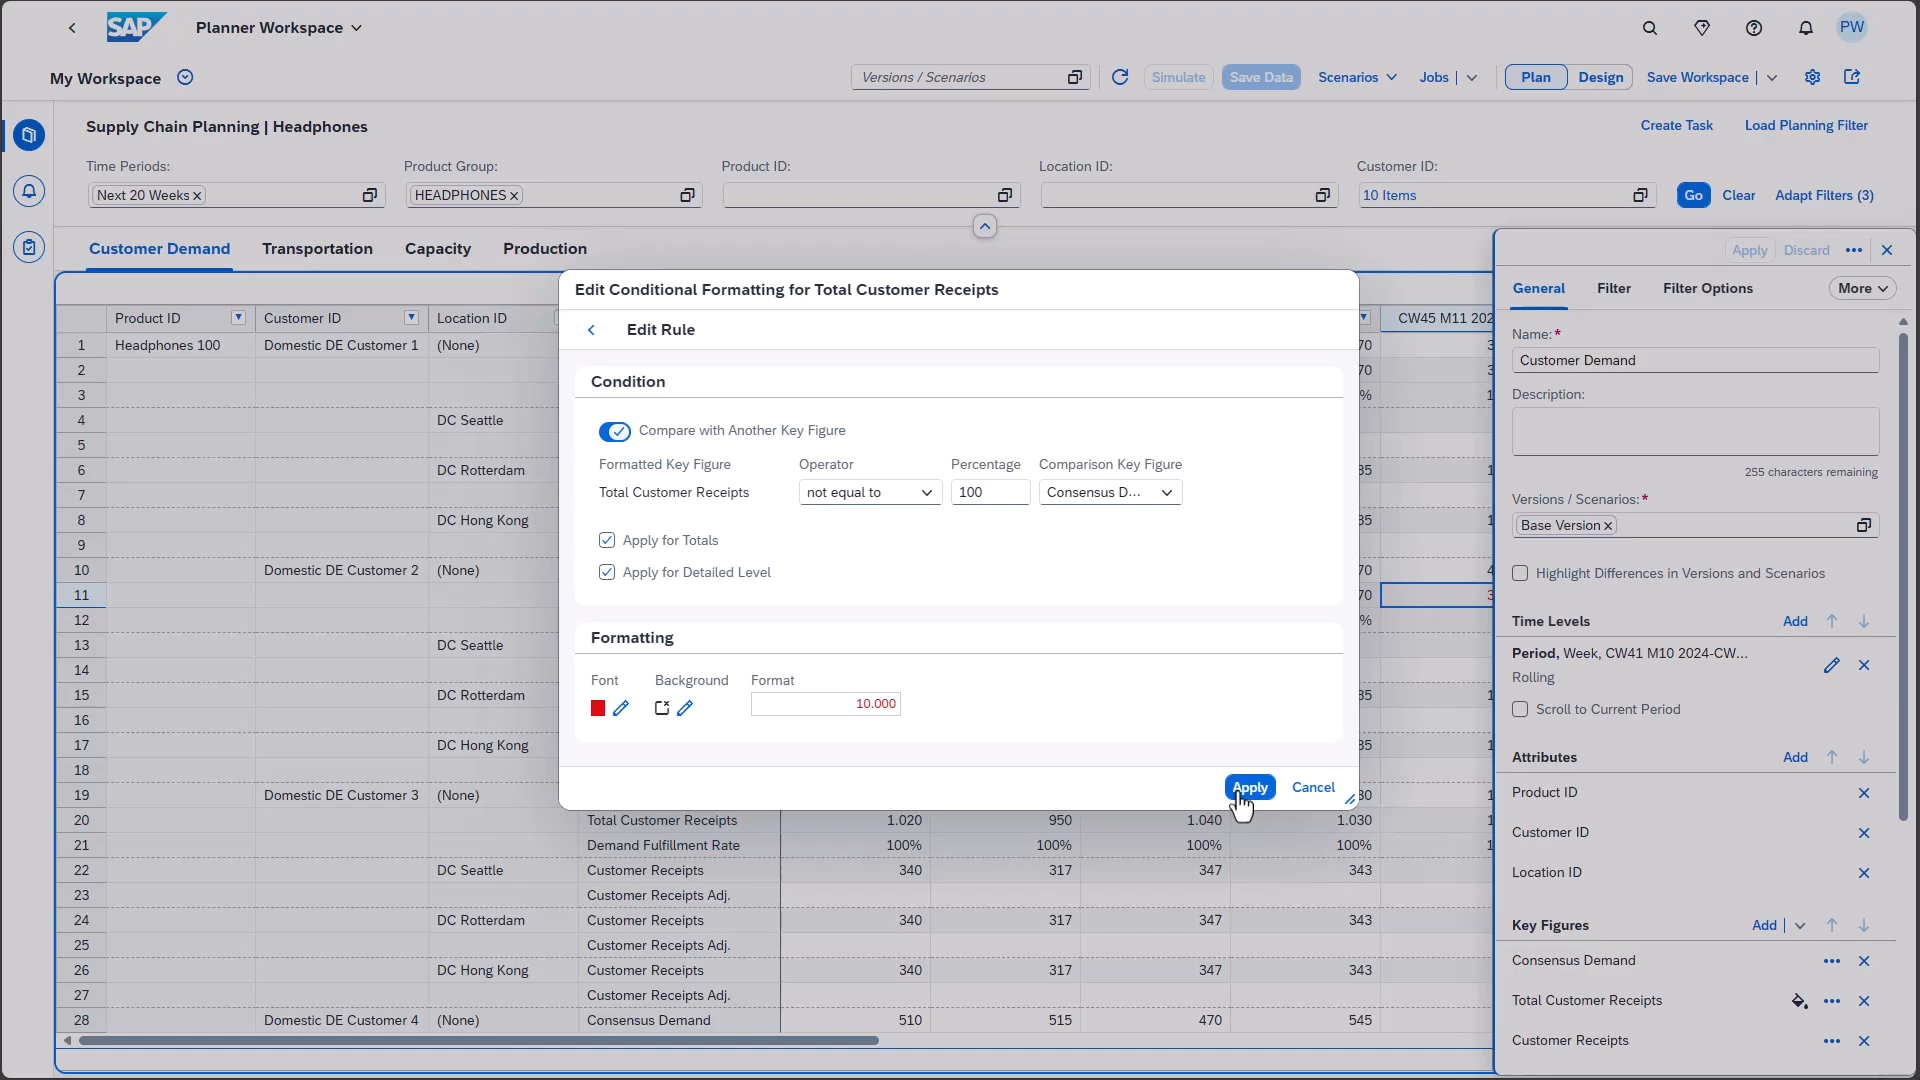 SAP
Planner Workspace
PW
My Workspace
Versions / Scenarios
Simulate
Save Data
Scenarios
Jobs
Plan
Design
Save Workspace
Supply Chain Planning | Headphones
Create Task
Load Planning Filter
Time Periods:
Product Group:
Product ID:
Location ID:
Customer ID:
Next 20 Weeks
HEADPHONES
10 Items
Go
Clear
Adapt Filters (3)
Customer Demand
Transportation
Capacity
Production
Product ID
Customer ID
Location ID
CW45 M11 202
1 Headphones 100 Domestic DE Customer 1 (None)
2
3
4 DC Seattle
5
6 DC Rotterdam
7
8 DC Hong Kong
9
10 Domestic DE Customer 2 (None)
11
12
13 DC Seattle
14
15 DC Rotterdam
16
17 DC Hong Kong
18
19 Domestic DE Customer 3 (None)
20 Total Customer Receipts 1.020 950 1.040 1.030
21 Demand Fulfillment Rate 100% 100% 100% 100%
22 DC Seattle Customer Receipts 340 317 347 343
23 Customer Receipts Adj.
24 DC Rotterdam Customer Receipts 340 317 347 343
25 Customer Receipts Adj.
26 DC Hong Kong Customer Receipts 340 317 347 343
27 Customer Receipts Adj.
28 Domestic DE Customer 4 (None) Consensus Demand 510 515 470 545
Edit Conditional Formatting for Total Customer Receipts
Edit Rule
Condition
Compare with Another Key Figure
Formatted Key Figure
Operator
Percentage
Comparison Key Figure
Total Customer Receipts
not equal to
100
Consensus D...
Apply for Totals
Apply for Detailed Level
Formatting
Font
Background
Format
10.000
Apply
Cancel
Apply
Discard
General
Filter
Filter Options
More
Name:*
Customer Demand
Description:
255 characters remaining
Versions / Scenarios:*
Base Version
Highlight Differences in Versions and Scenarios
Time Levels
Add
Period, Week, CW41 M10 2024-CW...
Rolling
Scroll to Current Period
Attributes
Add
Product ID
Customer ID
Location ID
Key Figures
Add
Consensus Demand
Total Customer Receipts
Customer Receipts